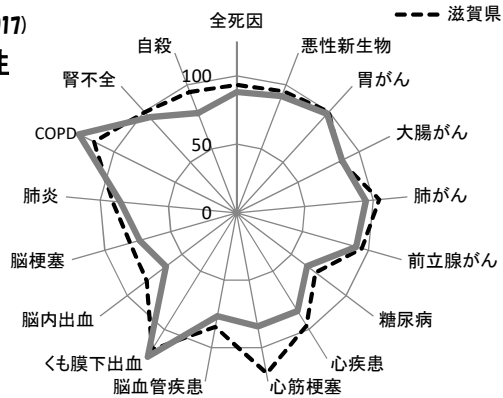 017)
性
滋賀県
全死因
悪性新生物
胃がん
大腸がん
肺がん
前立腺がん
糖尿病
心疾患
心筋梗塞
脳血管疾患
くも膜下出血
脳内出血
脳梗塞
肺炎
COPD
腎不全
自殺
100
50
0